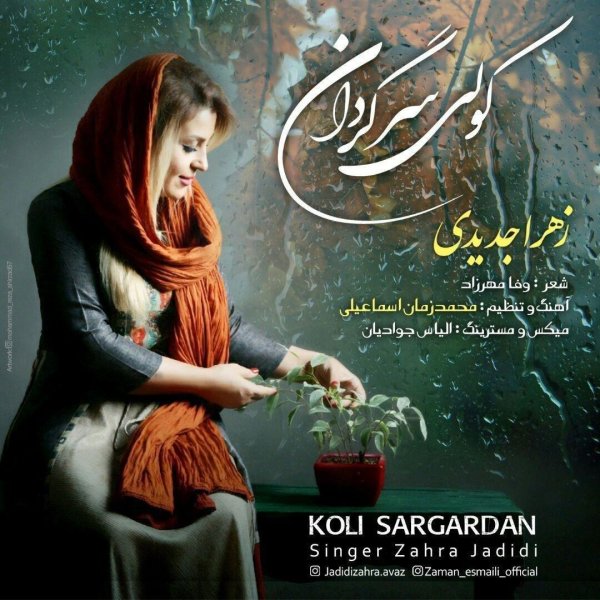 کولی سرگردان
زهرا جدیدی
شعر : وفا مهرزاد
آهنگ و تنظیم : محمدزمان اسماعیلی
میکس و مسترینگ : الیاس جوادیان
KOLI SARGARDAN
Singer Zahra Jadidi
Jadidizahra.avaz @Zaman_esmaili_official